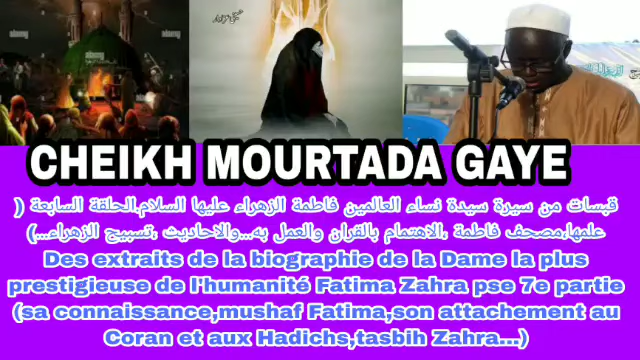 alamy
alamy
CHEIKH MOURTADA GAYE
قبسات من سيرة سيدة نساء العالمين فاطمة الزهراء عليها السلام.الحلقة السابعة (
علمها,مصحف فاطمة ,الاهتمام بالقران والعمل به...والاحاديث ,تسبيح الزهراء...)
Des extraits de la biographie de la Dame la plus
prestigieuse de l'humanité Fatima Zahra pse 7e partie
(sa connaissance,mushaf Fatima,son attachement au
Coran et aux Hadichs,tasbih Zahra...)